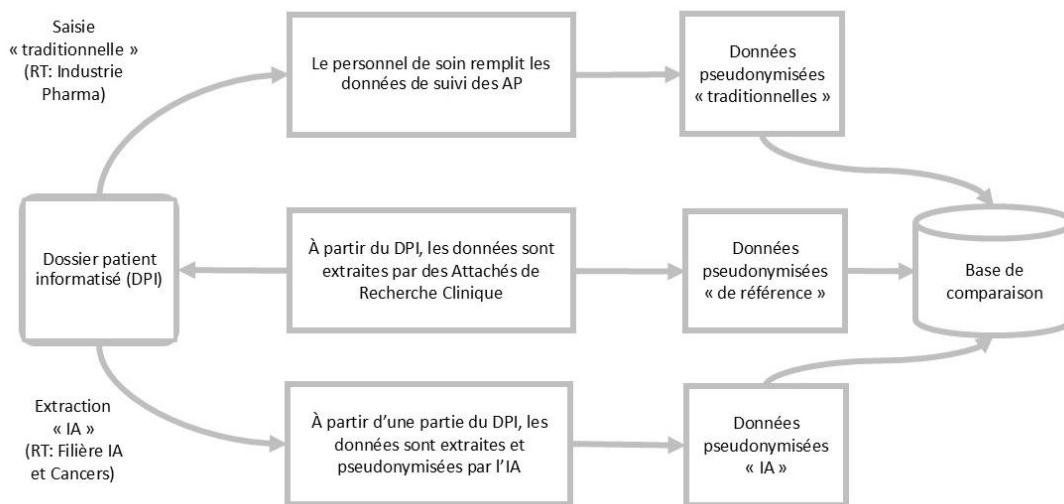 Saisie
« traditionnelle »
(RT: Industrie
Pharma)
Le personnel de soin remplit les
données de suivi des AP
Données
pseudonymisées
« traditionnelles »
Dossier patient
informatisé (DPI)
À partir du DPI, les données sont
extraites par des Attachés de
Recherche Clinique
Données
pseudonymisées
« de référence »
Base de
comparaison
Extraction
« IA »
(RT: Filière IA
et Cancers)
À partir d’une partie du DPI, les
données sont extraites et
pseudonymisées par l’IA
Données
pseudonymisées
« IA »